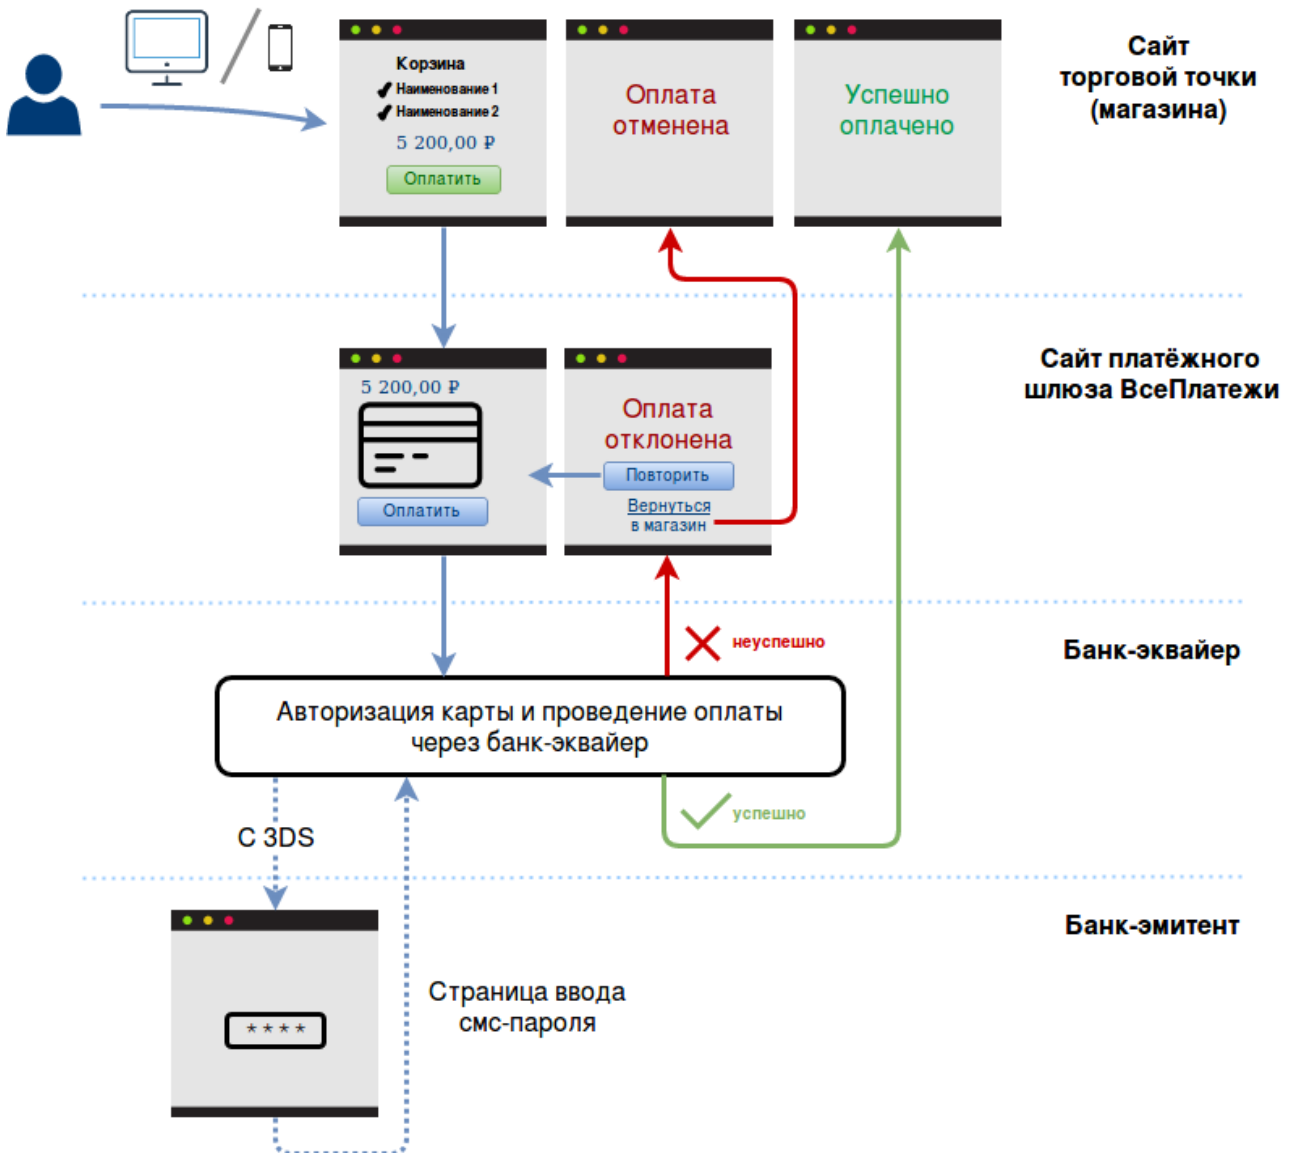 Корзина
Наименование 1
Наименование 2
5 200,00 ₽
Оплатить
Оплата
отменена
Успешно
оплачено
Сайт
торговой точки
(магазина)
5 200,00 ₽
Оплатить
Оплата
отклонена
Повторить
Вернуться
в магазин
Сайт платёжного
шлюза ВсеПлатежи
неуспешно
Банк-эквайер
Авторизация карты и проведение оплаты
через банк-эквайер
успешно
С 3DS
Банк-эмитент
****
Страница ввода
смс-пароля